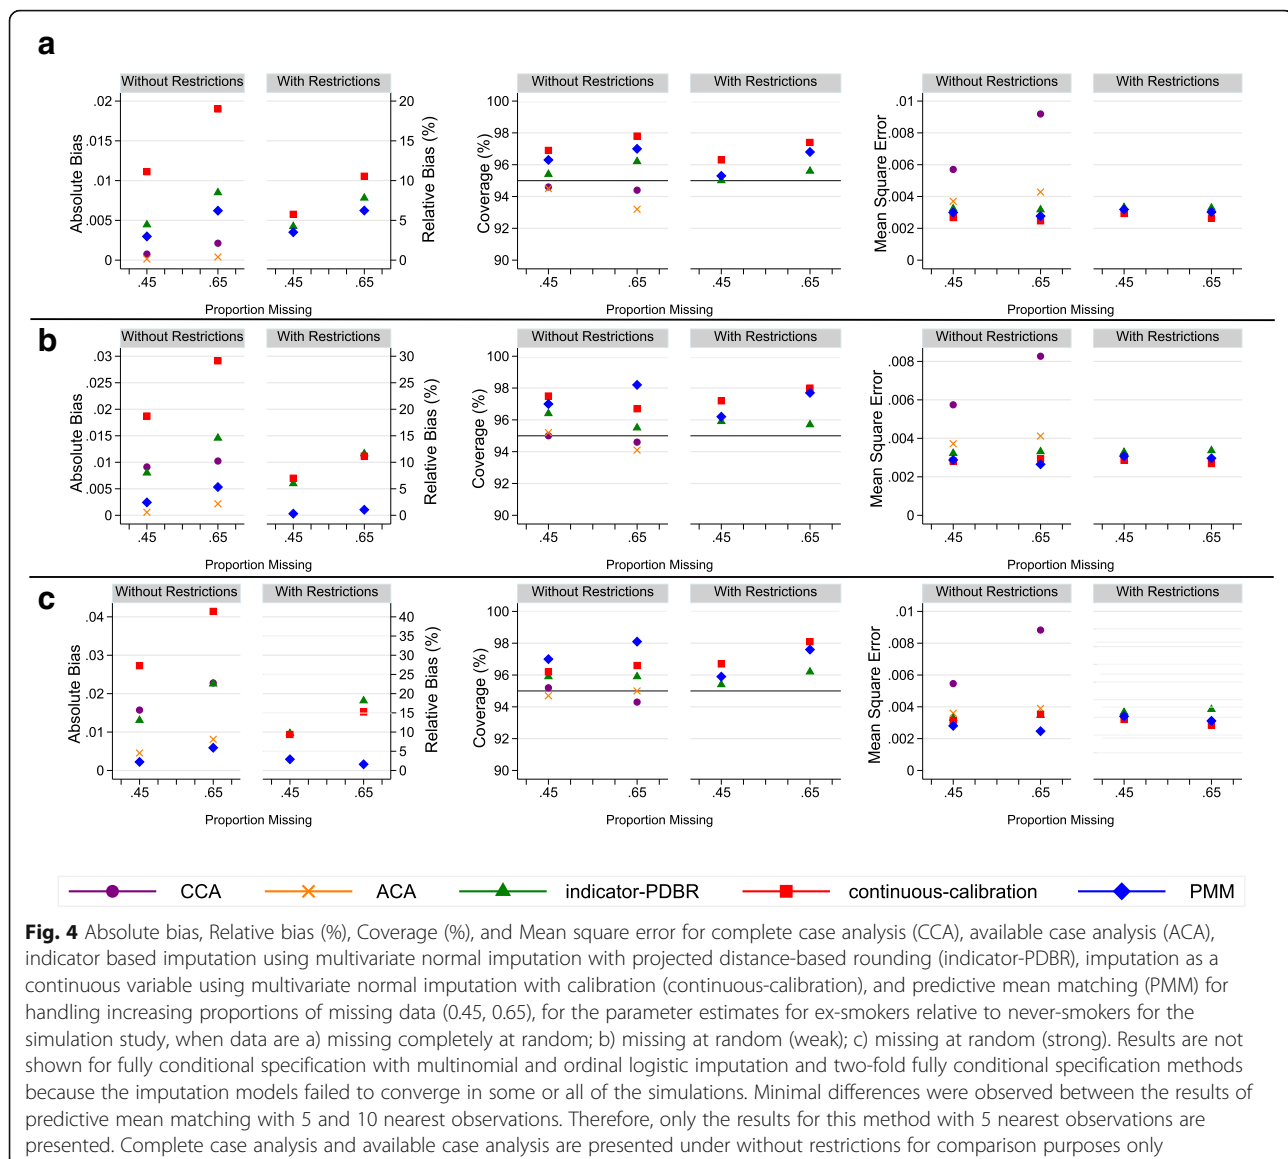 a
Without Restrictions With Restrictions Without Restrictions With Restrictions Without Restrictions With Restrictions
.02 20 100 .01
.015 15 98 .008
.01 10 96 .006
.005 5 94 .004
92 .002
0 0 90 0
Absolute Bias Relative Bias (%) Coverage (%) Mean Square Error
.45 .65 .45 .65 .45 .65 .45 .65 .45 .65 .45 .65
Proportion Missing Proportion Missing Proportion Missing
b
Without Restrictions With Restrictions Without Restrictions With Restrictions Without Restrictions With Restrictions
.03 30 100 .008
.025 25 98 .006
.02 20 96 .004
.015 15 94 .002
.01 10 92 0
.005 5 90
0 0
Absolute Bias Relative Bias (%) Coverage (%) Mean Square Error
.45 .65 .45 .65 .45 .65 .45 .65 .45 .65 .45 .65
Proportion Missing Proportion Missing Proportion Missing
c
Without Restrictions With Restrictions Without Restrictions With Restrictions Without Restrictions With Restrictions
.04 40 100 .01
35 98 .008
.03 30 96 .006
25 94 .004
.02 20 92 .002
15 90 0
.01 10
5
0 0
Absolute Bias Relative Bias (%) Coverage (%) Mean Square Error
.45 .65 .45 .65 .45 .65 .45 .65 .45 .65 .45 .65
Proportion Missing Proportion Missing Proportion Missing
CCA ACA indicator-PDBR continuous-calibration PMM
Fig. 4 Absolute bias, Relative bias (%), Coverage (%), and Mean square error for complete case analysis (CCA), available case analysis (ACA),
indicator based imputation using multivariate normal imputation with projected distance-based rounding (indicator-PDBR), imputation as a
continuous variable using multivariate normal imputation with calibration (continuous-calibration), and predictive mean matching (PMM) for
handling increasing proportions of missing data (0.45, 0.65), for the parameter estimates for ex-smokers relative to never-smokers for the
simulation study, when data are a) missing completely at random; b) missing at random (weak); c) missing at random (strong). Results are not
shown for fully conditional specification with multinomial and ordinal logistic imputation and two-fold fully conditional specification methods
because the imputation models failed to converge in some or all of the simulations. Minimal differences were observed between the results of
predictive mean matching with 5 and 10 nearest observations. Therefore, only the results for this method with 5 nearest observations are
presented. Complete case analysis and available case analysis are presented under without restrictions for comparison purposes only